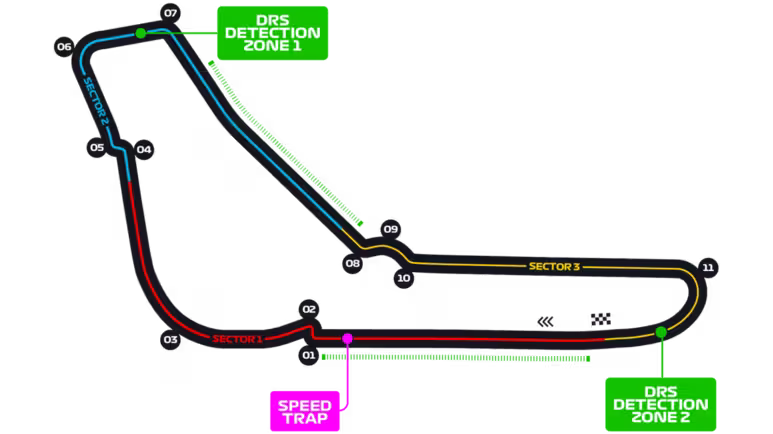 07
DRS
DETECTION
ZONE 1
06
SECTOR 2
05
04
09
08
10
SECTOR 3
11
02
03
SECTOR 1
01
SPEED
TRAP
DRS
DETECTION
ZONE 2